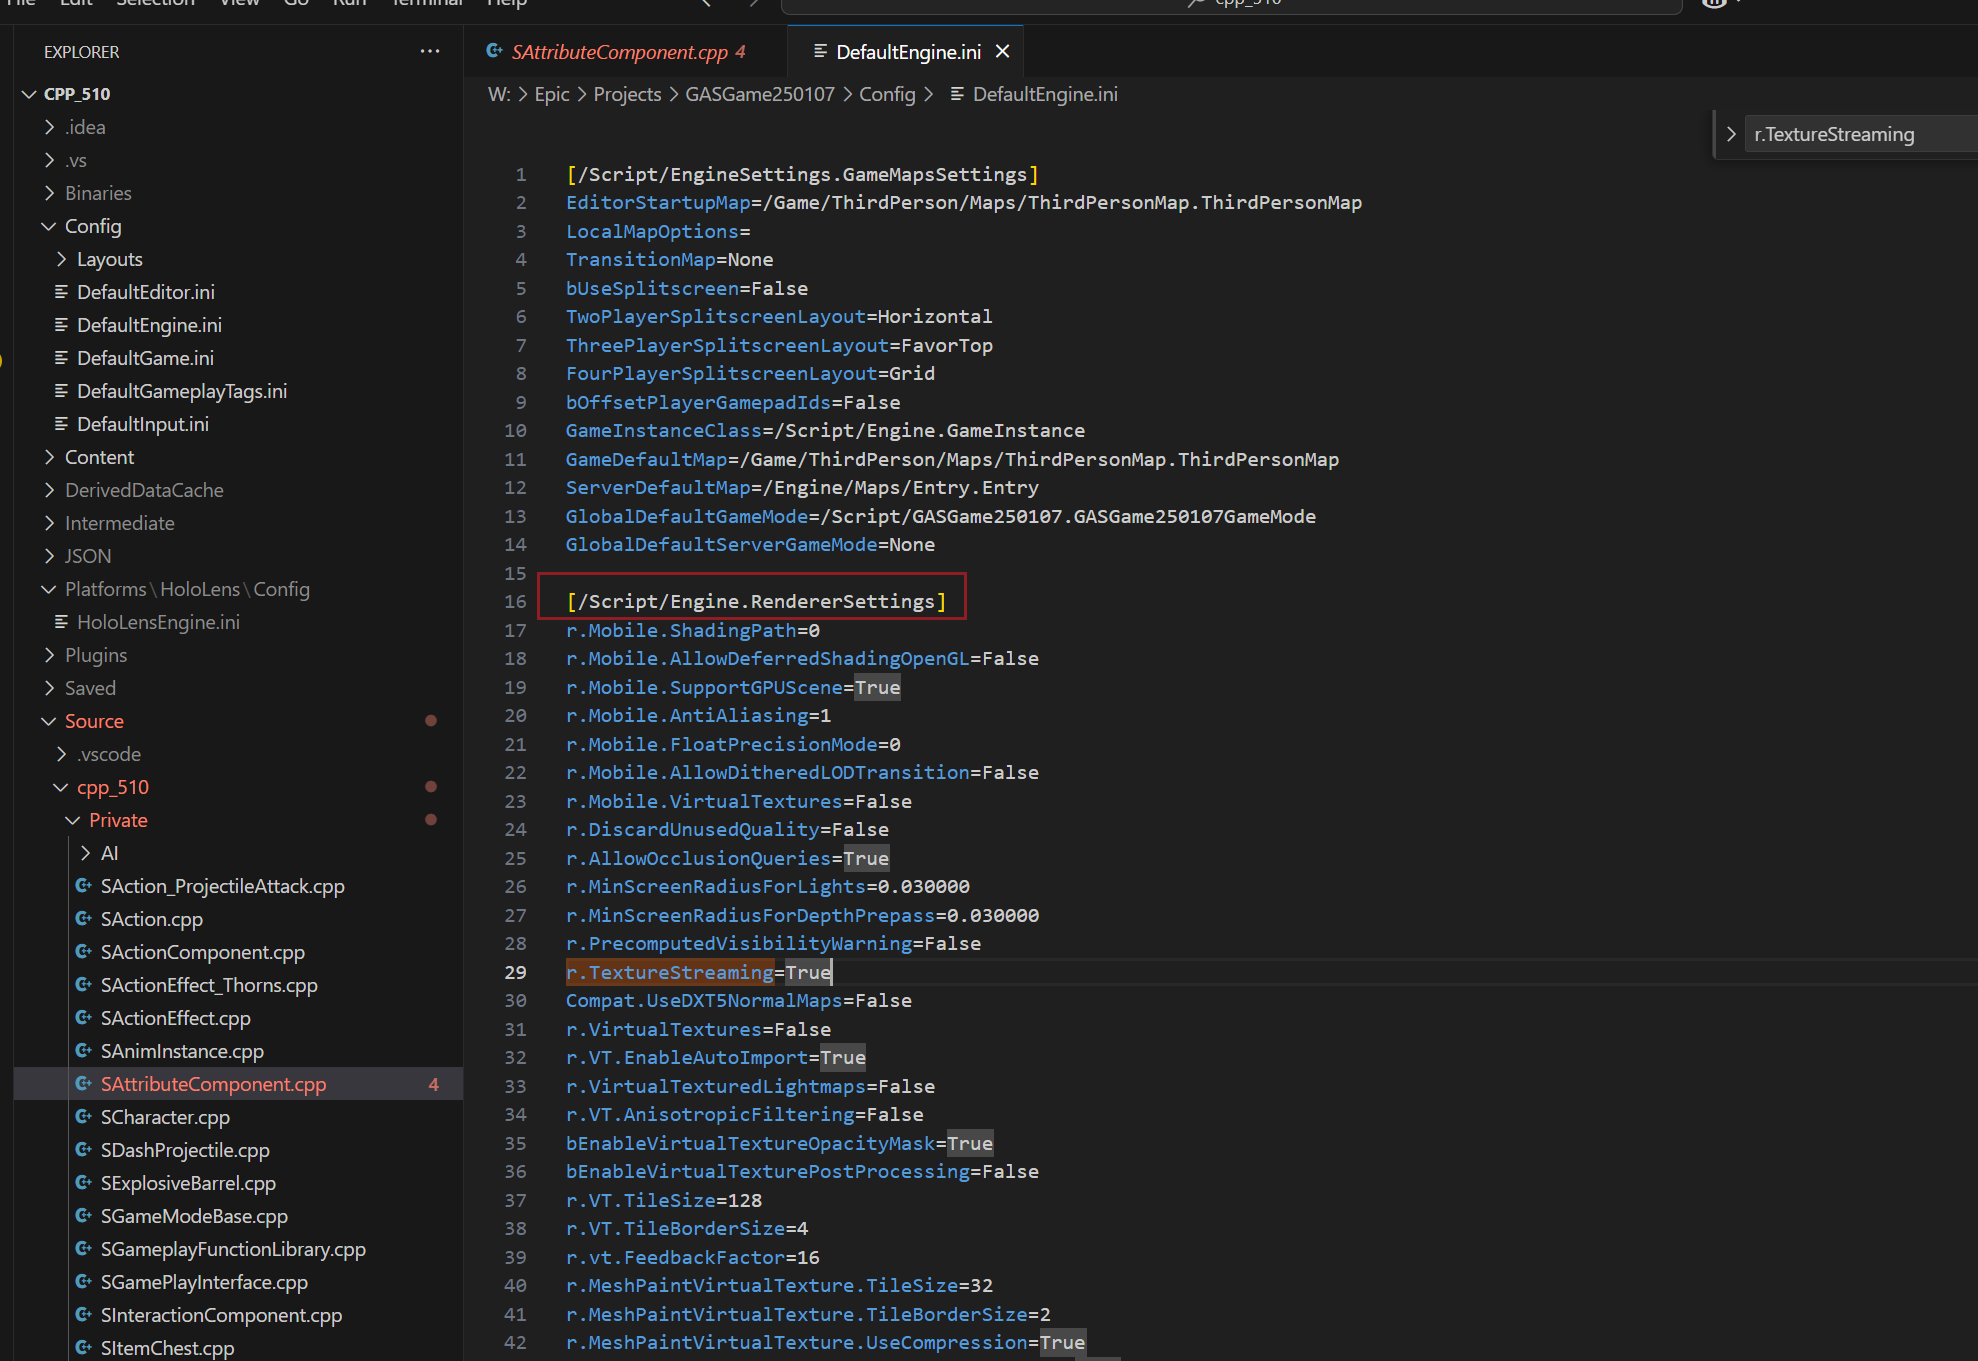 File Edit Selection View Go Run Terminal Help
cpp_510
EXPLORER
SAttributeComponent.cpp 4
DefaultEngine.ini
W: > Epic > Projects > GASGame250107 > Config > DefaultEngine.ini
r.TextureStreaming
CPP_510
.idea
.vs
Binaries
Config
Layouts
DefaultEditor.ini
DefaultEngine.ini
DefaultGame.ini
DefaultGameplayTags.ini
DefaultInput.ini
Content
DerivedDataCache
Intermediate
JSON
Platforms\HoloLens\Config
HoloLensEngine.ini
Plugins
Saved
Source
.vscode
cpp_510
Private
AI
SAction_ProjectileAttack.cpp
SAction.cpp
SActionComponent.cpp
SActionEffect_Thorns.cpp
SActionEffect.cpp
SAnimInstance.cpp
SAttributeComponent.cpp 4
SCharacter.cpp
SDashProjectile.cpp
SExplosiveBarrel.cpp
SGameModeBase.cpp
SGameplayFunctionLibrary.cpp
SGamePlayInterface.cpp
SInteractionComponent.cpp
SItemChest.cpp
1 [/Script/EngineSettings.GameMapsSettings]
2 EditorStartupMap=/Game/ThirdPerson/Maps/ThirdPersonMap.ThirdPersonMap
3 LocalMapOptions=
4 TransitionMap=None
5 bUseSplitscreen=False
6 TwoPlayerSplitscreenLayout=Horizontal
7 ThreePlayerSplitscreenLayout=FavorTop
8 FourPlayerSplitscreenLayout=Grid
9 bOffsetPlayerGamepadIds=False
10 GameInstanceClass=/Script/Engine.GameInstance
11 GameDefaultMap=/Game/ThirdPerson/Maps/ThirdPersonMap.ThirdPersonMap
12 ServerDefaultMap=/Engine/Maps/Entry.Entry
13 GlobalDefaultGameMode=/Script/GASGame250107.GASGame250107GameMode
14 GlobalDefaultServerGameMode=None
15
16 [/Script/Engine.RendererSettings]
17 r.Mobile.ShadingPath=0
18 r.Mobile.AllowDeferredShadingOpenGL=False
19 r.Mobile.SupportGPUScene=True
20 r.Mobile.AntiAliasing=1
21 r.Mobile.FloatPrecisionMode=0
22 r.Mobile.AllowDitheredLODTransition=False
23 r.Mobile.VirtualTextures=False
24 r.DiscardUnusedQuality=False
25 r.AllowOcclusionQueries=True
26 r.MinScreenRadiusForLights=0.030000
27 r.MinScreenRadiusForDepthPrepass=0.030000
28 r.PrecomputedVisibilityWarning=False
29 r.TextureStreaming=True
30 Compat.UseDXT5NormalMaps=False
31 r.VirtualTextures=False
32 r.VT.EnableAutoImport=True
33 r.VirtualTexturedLightmaps=False
34 r.VT.AnisotropicFiltering=False
35 bEnableVirtualTextureOpacityMask=True
36 bEnableVirtualTexturePostProcessing=False
37 r.VT.TileSize=128
38 r.VT.TileBorderSize=4
39 r.vt.FeedbackFactor=16
40 r.MeshPaintVirtualTexture.TileSize=32
41 r.MeshPaintVirtualTexture.TileBorderSize=2
42 r.MeshPaintVirtualTexture.UseCompression=True